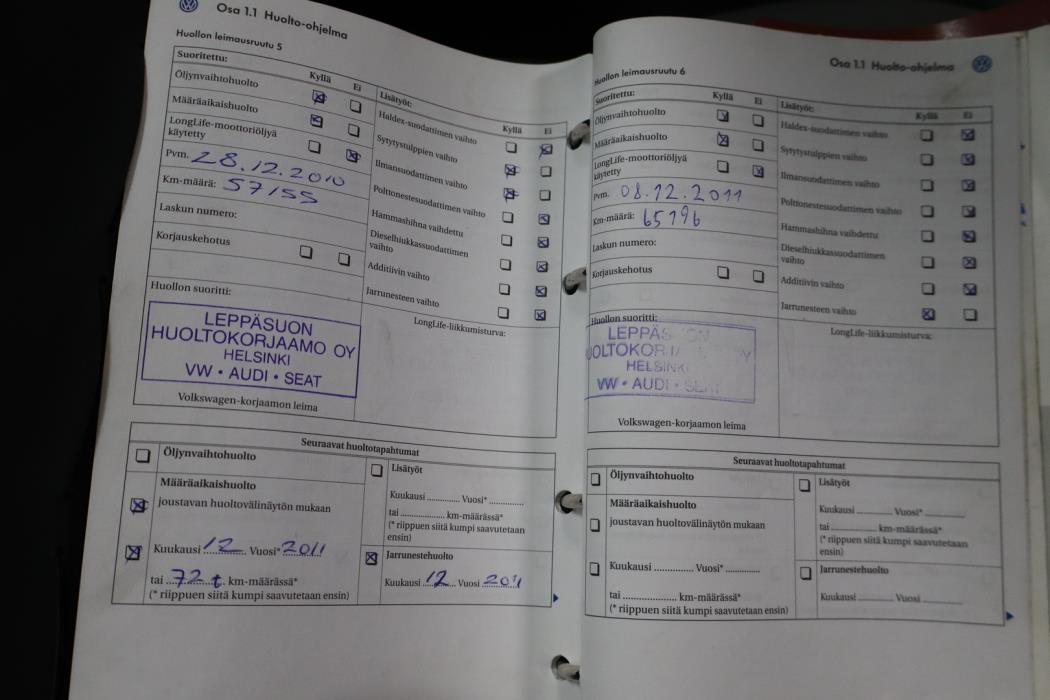 Osa 1.1 Huolto-ohjelma
Huollon leimausruutu 5
Suoritettu:
Kyllä Ei
Öljynvaihtohuolto
Määräaikaishuolto
LongLife-moottoriöljyä
käytetty
Pvm. 28.12.2010
Km-määrä: 57155
Laskun numero:
Korjauskehotus
Lisätyöt:
Kyllä Ei
Haldex-suodattimen vaihto
Sytytystulppien vaihto
Ilmansuodattimen vaihto
Polttonestesuodattimen vaihto
Hammashihna vaihdettu
Dieselhiukkassuodattimen
vaihto
Additiivin vaihto
Jarrunesteen vaihto
Huollon suoritti:
LEPPÄSUON
HUOLTOKORJAAMO OY
HELSINKI
VW • AUDI • SEAT
Volkswagen-korjaamon leima
LongLife-liikkumisturva:
Seuraavat huoltotapahtumat
Öljynvaihtohuolto
Määräaikaishuolto
joustavan huoltovälinäytön mukaan
Kuukausi 12 Vuosi* 2011
tai 72 t. km-määrässä*
(* riippuen siitä kumpi saavutetaan ensin)
Lisätyöt
Kuukausi .............. Vuosi* ..............
tai .................. km-määrässä*
(* riippuen siitä kumpi saavutetaan
ensin)
Jarrunestehuolto
Kuukausi 12 Vuosi 2011
Osa 1.1 Huolto-ohjelma
Huollon leimausruutu 6
Suoritettu:
Kyllä Ei
Öljynvaihtohuolto
Määräaikaishuolto
LongLife-moottoriöljyä
käytetty
Pvm. 08.12.2011
Km-määrä: 65196
Laskun numero:
Korjauskehotus
Lisätyöt:
Kyllä Ei
Haldex-suodattimen vaihto
Sytytystulppien vaihto
Ilmansuodattimen vaihto
Polttonestesuodattimen vaihto
Hammashihna vaihdettu
Dieselhiukkassuodattimen
vaihto
Additiivin vaihto
Jarrunesteen vaihto
Huollon suoritti:
LEPPÄSUON
HELSINKI
VW • AUDI • SEAT
Volkswagen-korjaamon leima
LongLife-liikkumisturva:
Seuraavat huoltotapahtumat
Öljynvaihtohuolto
Määräaikaishuolto
joustavan huoltovälinäytön mukaan
Kuukausi .............. Vuosi* ..............
tai .................. km-määrässä*
(* riippuen siitä kumpi saavutetaan ensin)
Lisätyöt
Kuukausi .............. Vuosi* ..............
tai .................. km-määrässä*
(* riippuen siitä kumpi saavutetaan
ensin)
Jarrunestehuolto
Kuukausi .............. Vuosi ..............